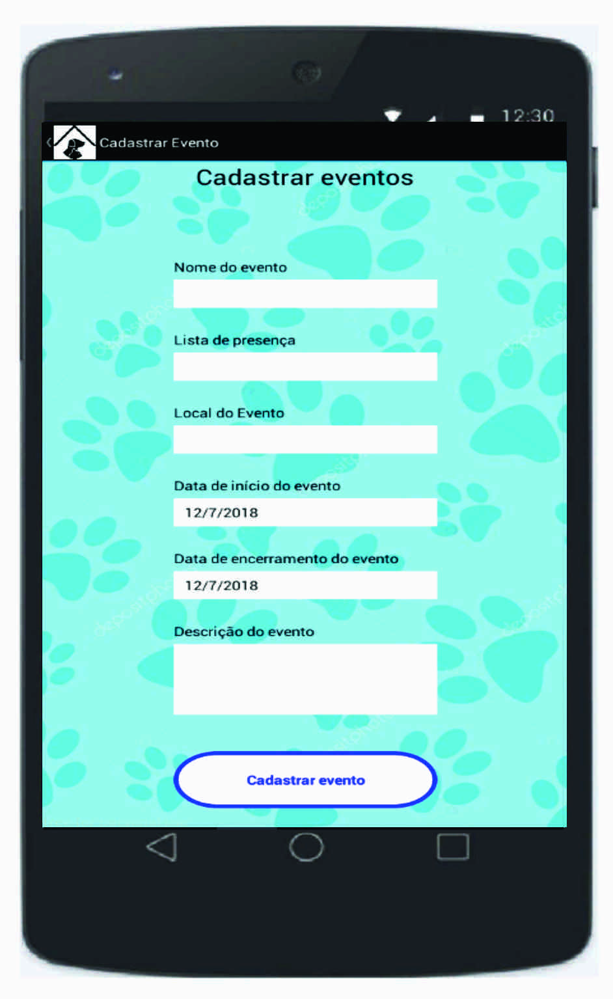 12:30
Cadastrar Evento
Cadastrar eventos
Nome do evento
Lista de presença
Local do Evento
Data de início do evento
12/7/2018
Data de encerramento do evento
12/7/2018
Descrição do evento
Cadastrar evento